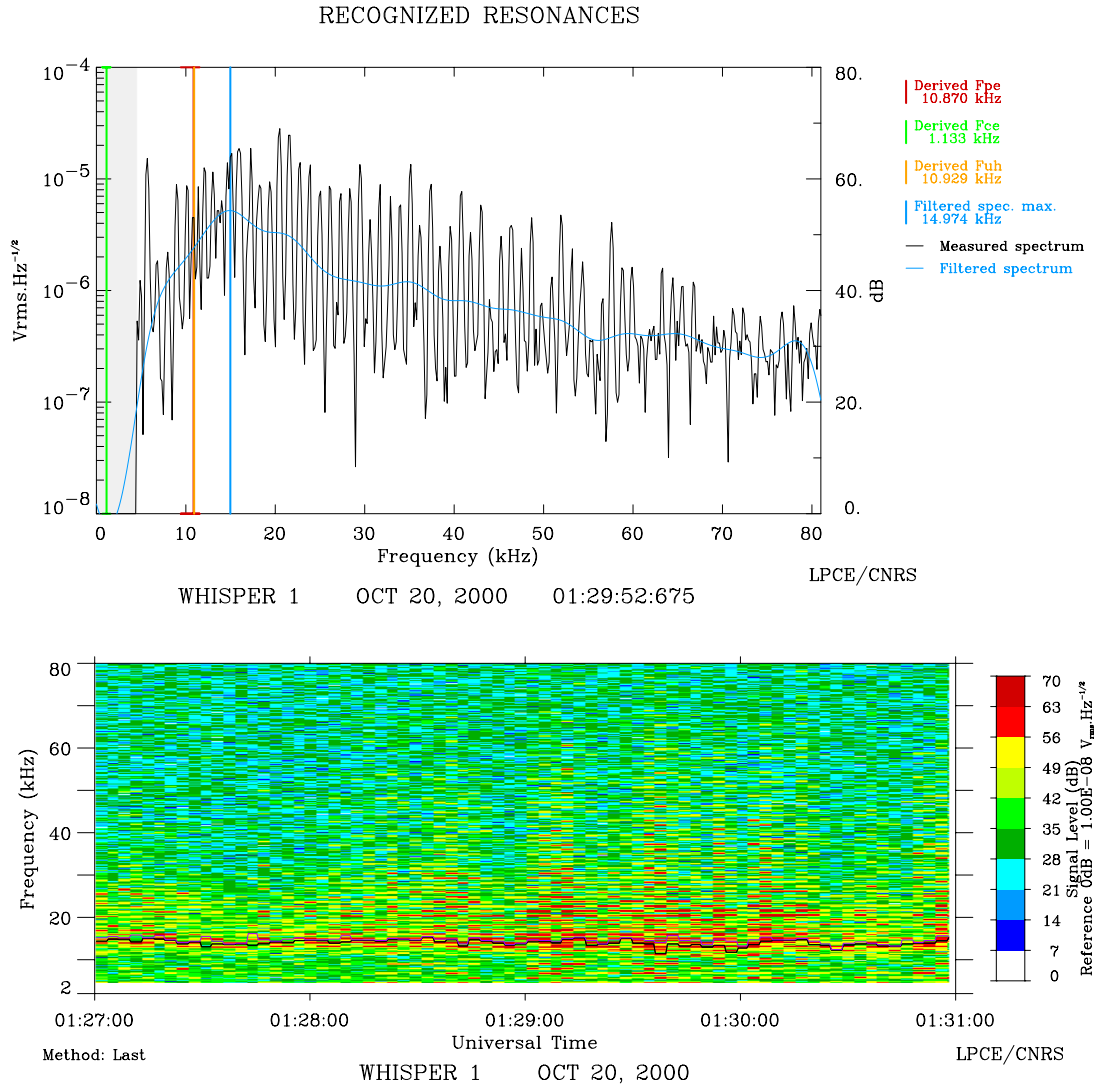 RECOGNIZED RESONANCES
10-4
10-5
10-6
10-7
10-8
Vrms.Hz-1/2
80.
60.
40.
20.
0.
dB
Derived Fpe
10.870 kHz
Derived Fce
1.133 kHz
Derived Fuh
10.929 kHz
Filtered spec. max.
14.974 kHz
Measured spectrum
Filtered spectrum
0 10 20 30 40 50 60 70 80
Frequency (kHz)
LPCE/CNRS
WHISPER 1 OCT 20, 2000 01:29:52:675
80
60
40
20
2
Frequency (kHz)
70
63
56
49
42
35
28
21
14
7
0
Signal Level (dB)
Reference 0dB = 1.00E-08 Vrms.Hz-1/2
01:27:00 01:28:00 01:29:00 01:30:00 01:31:00
Universal Time
Method: Last
LPCE/CNRS
WHISPER 1 OCT 20, 2000